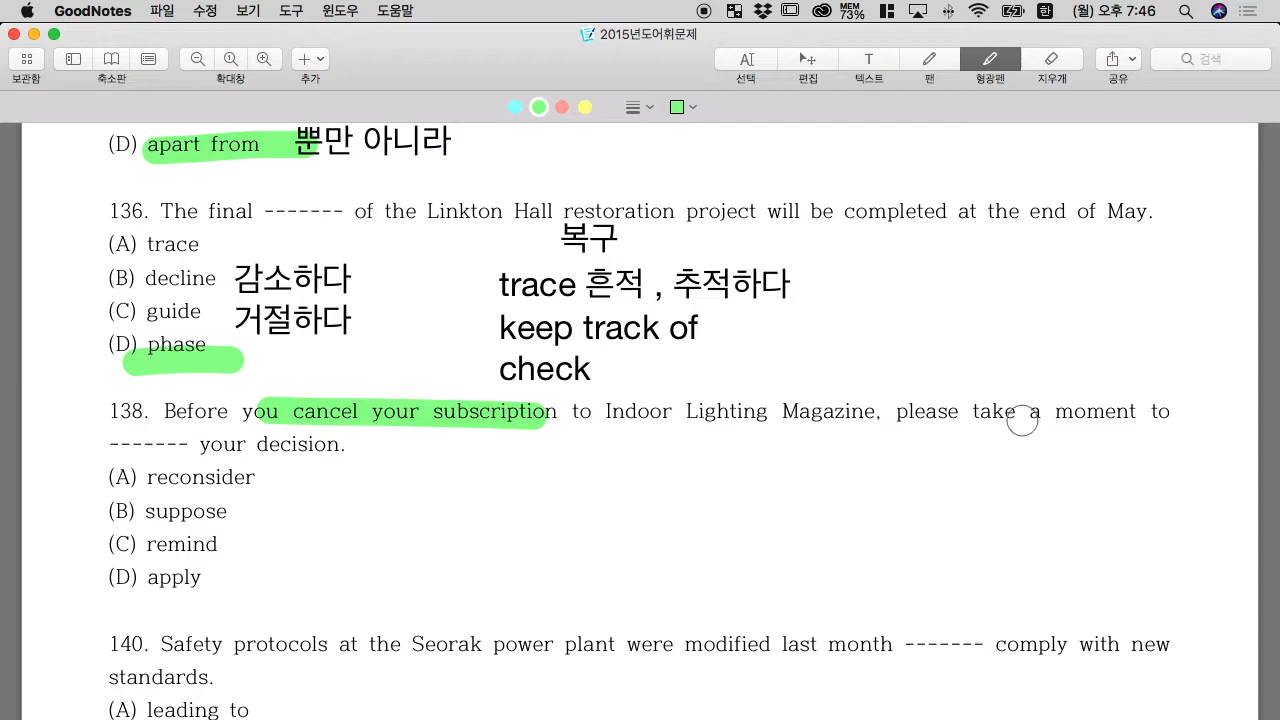 GoodNotes 파일 수정 보기 도구 윈도우 도움말 MEM 73% 한 (월) 오후 7:46
2015년도어휘문제
보관함 축소판 확대창 추가 선택 편집 텍스트 펜 형광펜 지우개 공유 검색
(D) apart from 뿐만 아니라
136. The final ------- of the Linkton Hall restoration project will be completed at the end of May.
복구
(A) trace
(B) decline 감소하다
trace 흔적 , 추적하다
(C) guide 거절하다
keep track of
(D) phase
check
138. Before you cancel your subscription to Indoor Lighting Magazine, please take a moment to
------- your decision.
(A) reconsider
(B) suppose
(C) remind
(D) apply
140. Safety protocols at the Seorak power plant were modified last month ------- comply with new
standards.
(A) leading to